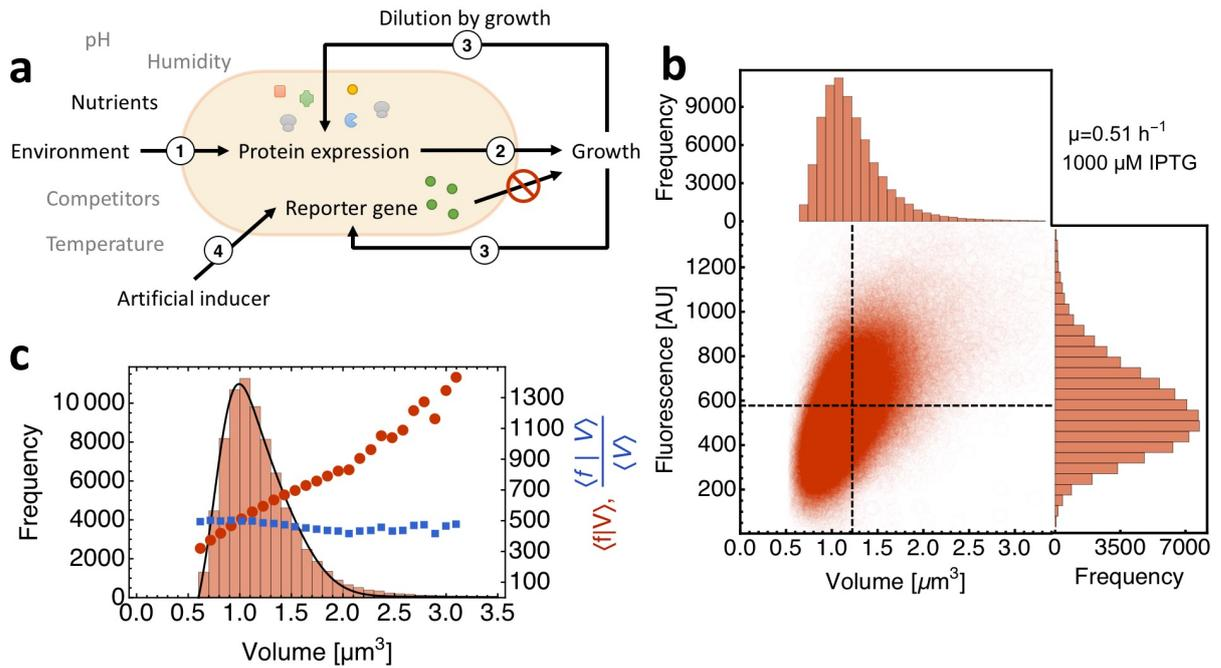 a
pH
Humidity
Nutrients
Environment
Competitors
Temperature
Artificial inducer
Dilution by growth
3
1
Protein expression
2
Growth
Reporter gene
4
3
b
Frequency
9000
6000
3000
0
µ=0.51 h⁻¹
1000 µM IPTG
Fluorescence [AU]
1200
1000
800
600
400
200
0.0 0.5 1.0 1.5 2.0 2.5 3.0
Volume [µm³]
0 3500 7000
Frequency
c
Frequency
10 000
8000
6000
4000
2000
0
1300
1100
900
700
500
300
100
⟨f|V⟩, ⟨f | V⟩
⟨V⟩
0.0 0.5 1.0 1.5 2.0 2.5 3.0 3.5
Volume [µm³]